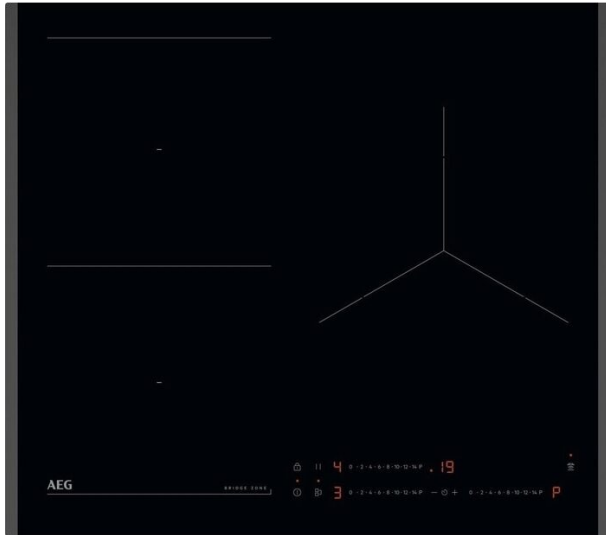 4 0-2-4-6-8-10-12-14 P .19
AEG BRIDGE ZONE
3 0-2-4-6-8-10-12-14 P − + 0-2-4-6-8-10-12-14 P P